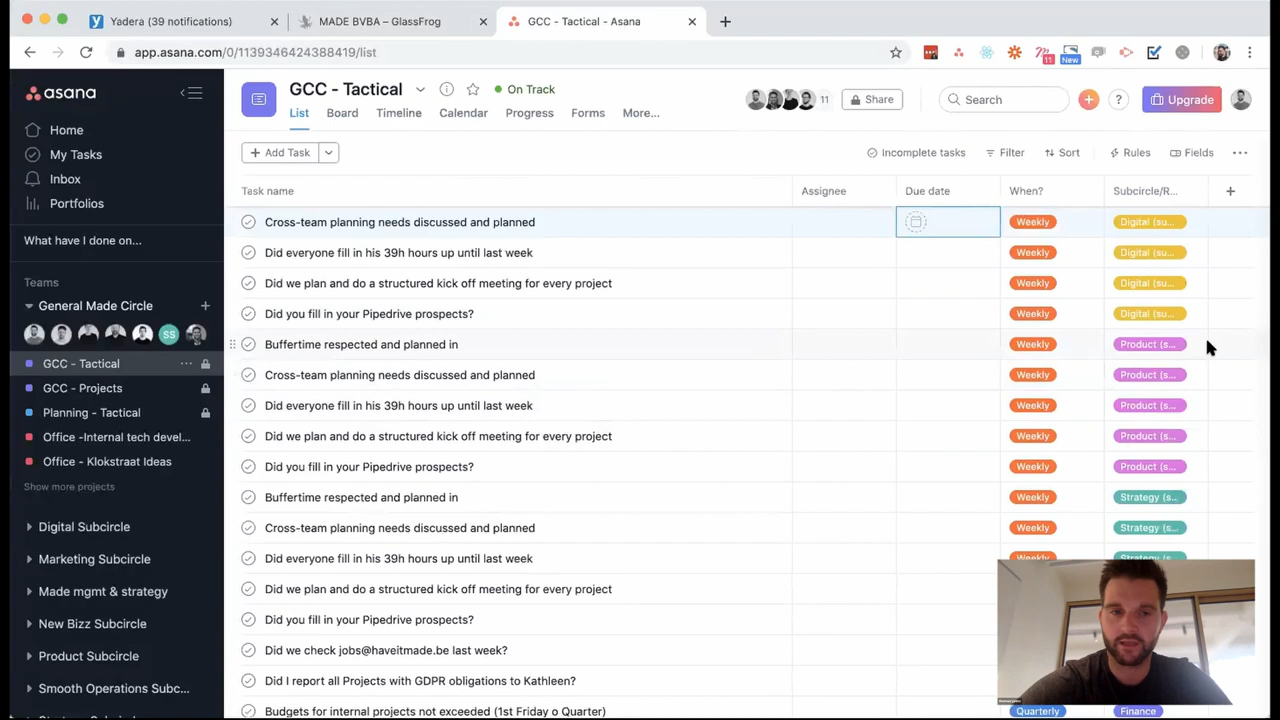 Yadera (39 notifications)
MADE BVBA – GlassFrog
GCC - Tactical - Asana
app.asana.com/0/1139346424388419/list
11
New
asana
Home
My Tasks
Inbox
Portfolios
What have I done on...
Teams
General Made Circle
SS
GCC - Tactical
GCC - Projects
Planning - Tactical
Office -Internal tech devel...
Office - Klokstraat Ideas
Show more projects
Digital Subcircle
Marketing Subcircle
Made mgmt & strategy
New Bizz Subcircle
Product Subcircle
Smooth Operations Subc...
GCC - Tactical
On Track
List Board Timeline Calendar Progress Forms More...
11
Share
Search
?
Upgrade
Add Task
Incomplete tasks Filter Sort Rules Fields
Task name Assignee Due date When? Subcircle/R...
Cross-team planning needs discussed and planned Weekly Digital (su...
Did everyone fill in his 39h hours up until last week Weekly Digital (su...
Did we plan and do a structured kick off meeting for every project Weekly Digital (su...
Did you fill in your Pipedrive prospects? Weekly Digital (su...
Buffertime respected and planned in Weekly Product (s...
Cross-team planning needs discussed and planned Weekly Product (s...
Did everyone fill in his 39h hours up until last week Weekly Product (s...
Did we plan and do a structured kick off meeting for every project Weekly Product (s...
Did you fill in your Pipedrive prospects? Weekly Product (s...
Buffertime respected and planned in Weekly Strategy (s...
Cross-team planning needs discussed and planned Weekly Strategy (s...
Did everyone fill in his 39h hours up until last week Weekly Strategy (s...
Did we plan and do a structured kick off meeting for every project
Did you fill in your Pipedrive prospects?
Did we check jobs@haveitmade.be last week?
Did I report all Projects with GDPR obligations to Kathleen?
Budgets for internal projects not exceeded (1st Friday o Quarter) Quarterly Finance